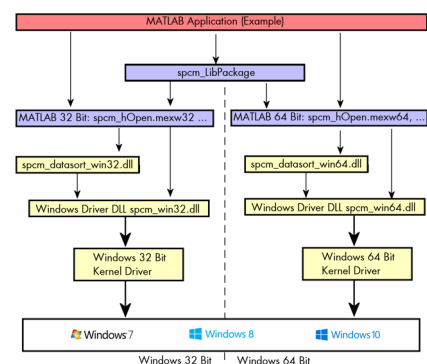 MATLAB Application (Example)
spcm_LibPackage
MATLAB 32 Bit: spcm_hOpen.mexw32 ...
MATLAB 64 Bit: spcm_hOpen.mexw64, ...
spcm_datasort_win32.dll
spcm_datasort_win64.dll
Windows Driver DLL spcm_win32.dll
Windows Driver DLL spcm_win64.dll
Windows 32 Bit
Kernel Driver
Windows 64 Bit
Kernel Driver
Windows 7
Windows 8
Windows 10
Windows 32 Bit
Windows 64 Bit